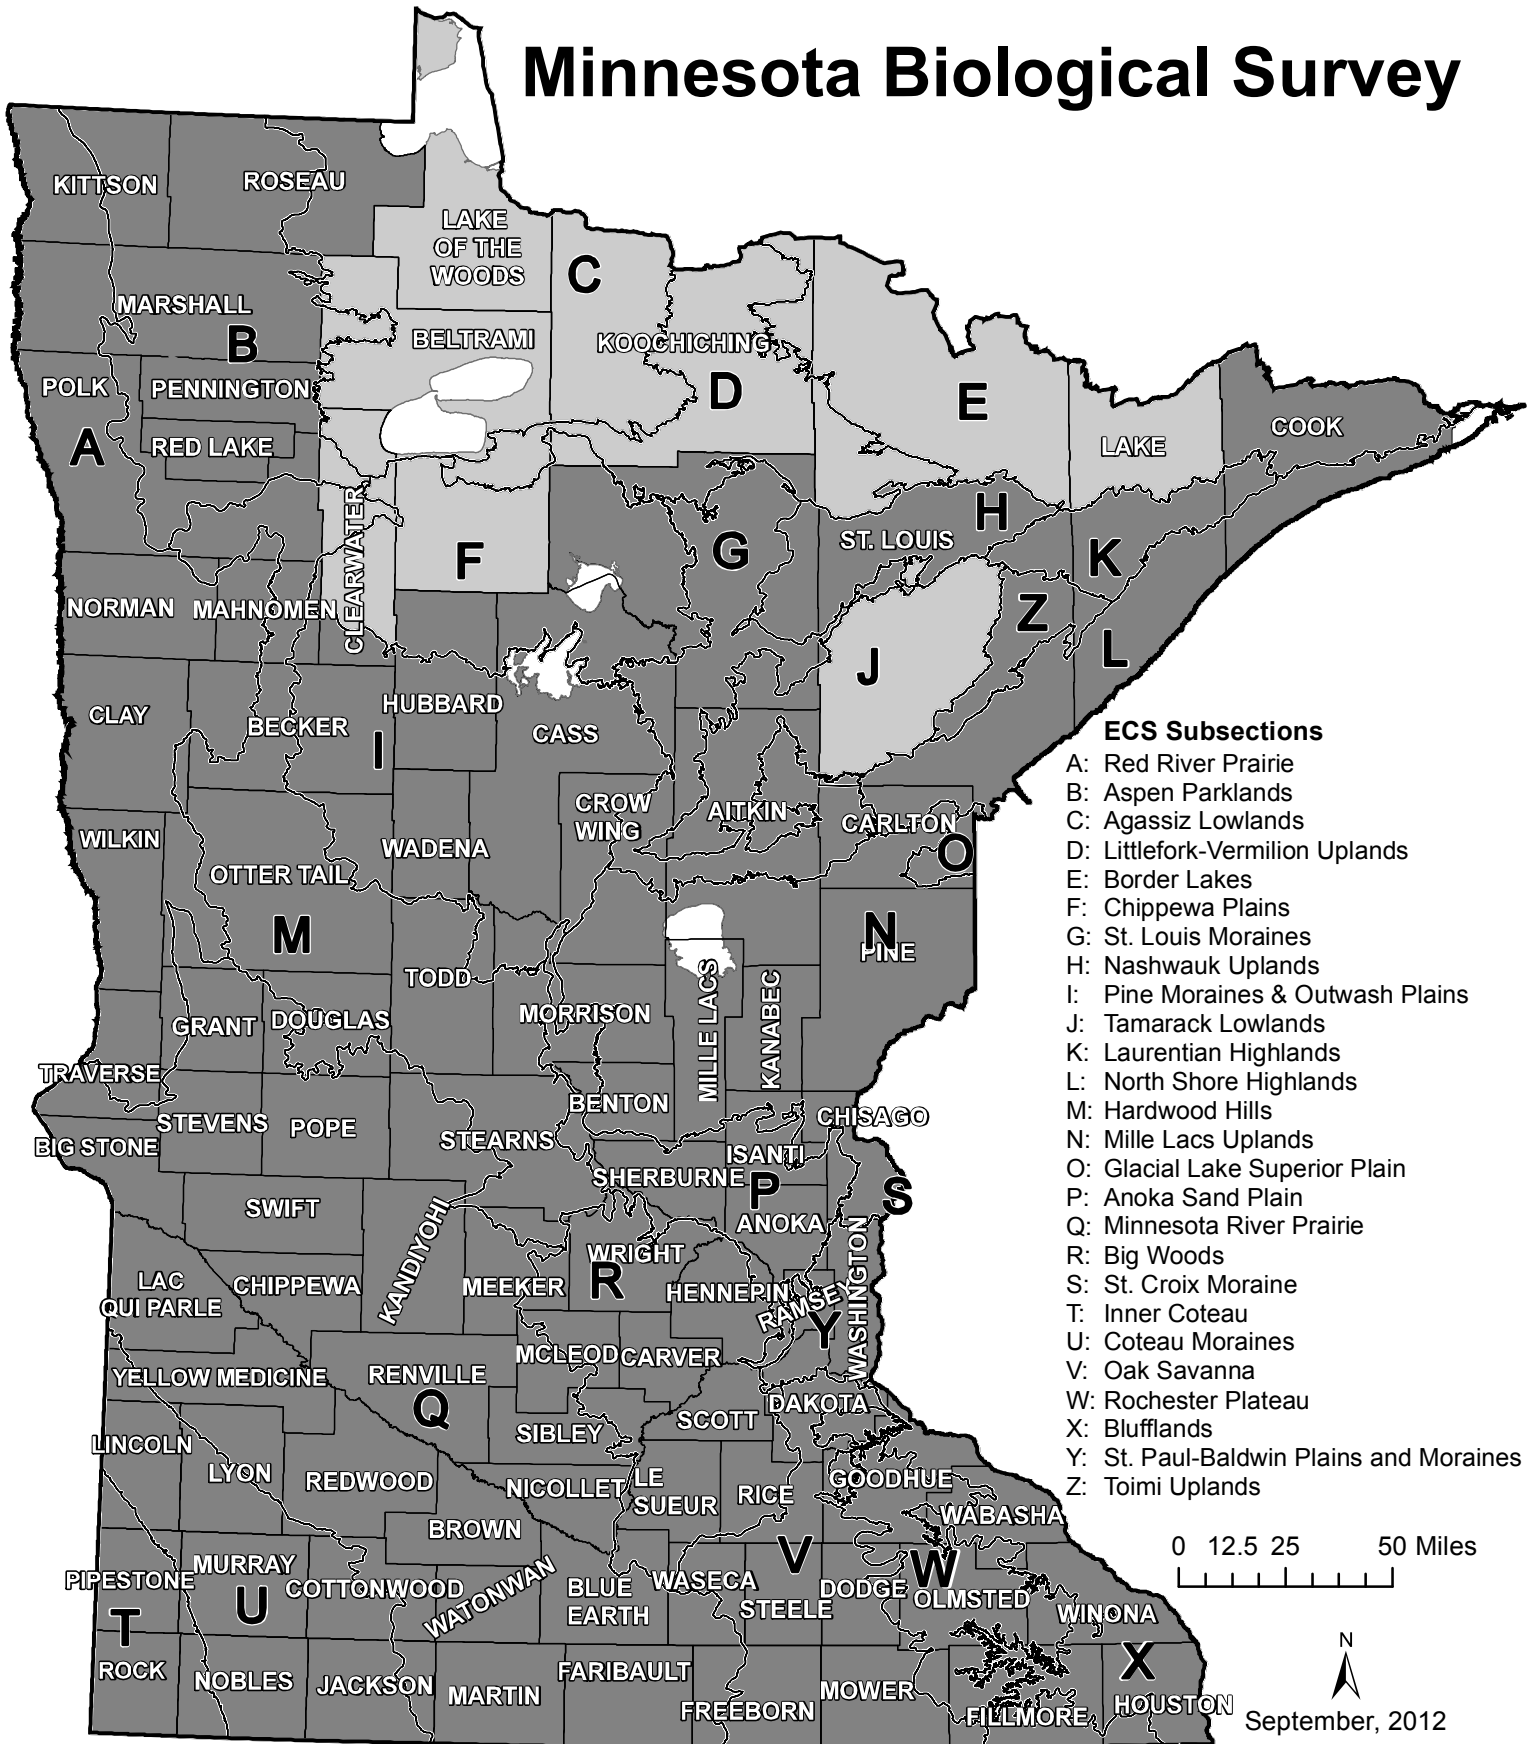 Minnesota Biological Survey
KITTSON
ROSEAU
LAKE
OF THE
WOODS
C
MARSHALL
B
BELTRAMI
KOOCHICHING
POLK
PENNINGTON
D
E
A
RED LAKE
LAKE
COOK
CLEARWATER
F
G
H
ST. LOUIS
K
NORMAN
MAHNOMEN
Z
J
L
CLAY
BECKER
I
HUBBARD
CASS
WILKIN
OTTER TAIL
WADENA
CROW
WING
AITKIN
CARLTON
O
M
N
PINE
TODD
GRANT
DOUGLAS
MORRISON
MILLE LACS
KANABEC
TRAVERSE
BIG STONE
STEVENS
POPE
STEARNS
BENTON
CHISAGO
ISANTI
SHERBURNE
P
S
SWIFT
KANDIYOHI
ANOKA
WASHINGTON
LAC
QUI PARLE
CHIPPEWA
MEEKER
WRIGHT
R
HENNEPIN
RAMSEY
Y
YELLOW MEDICINE
RENVILLE
Q
MCLEOD
CARVER
DAKOTA
SCOTT
SIBLEY
LINCOLN
LYON
REDWOOD
NICOLLET
LE
SUEUR
RICE
GOODHUE
WABASHA
BROWN
V
W
PIPESTONE
T
MURRAY
U
COTTONWOOD
WATONWAN
BLUE
EARTH
WASECA
STEELE
DODGE
OLMSTED
WINONA
X
ROCK
NOBLES
JACKSON
MARTIN
FARIBAULT
FREEBORN
MOWER
FILLMORE
HOUSTON
ECS Subsections
A: Red River Prairie
B: Aspen Parklands
C: Agassiz Lowlands
D: Littlefork-Vermilion Uplands
E: Border Lakes
F: Chippewa Plains
G: St. Louis Moraines
H: Nashwauk Uplands
I: Pine Moraines & Outwash Plains
J: Tamarack Lowlands
K: Laurentian Highlands
L: North Shore Highlands
M: Hardwood Hills
N: Mille Lacs Uplands
O: Glacial Lake Superior Plain
P: Anoka Sand Plain
Q: Minnesota River Prairie
R: Big Woods
S: St. Croix Moraine
T: Inner Coteau
U: Coteau Moraines
V: Oak Savanna
W: Rochester Plateau
X: Blufflands
Y: St. Paul-Baldwin Plains and Moraines
Z: Toimi Uplands
0 12.5 25 50 Miles
N
September, 2012